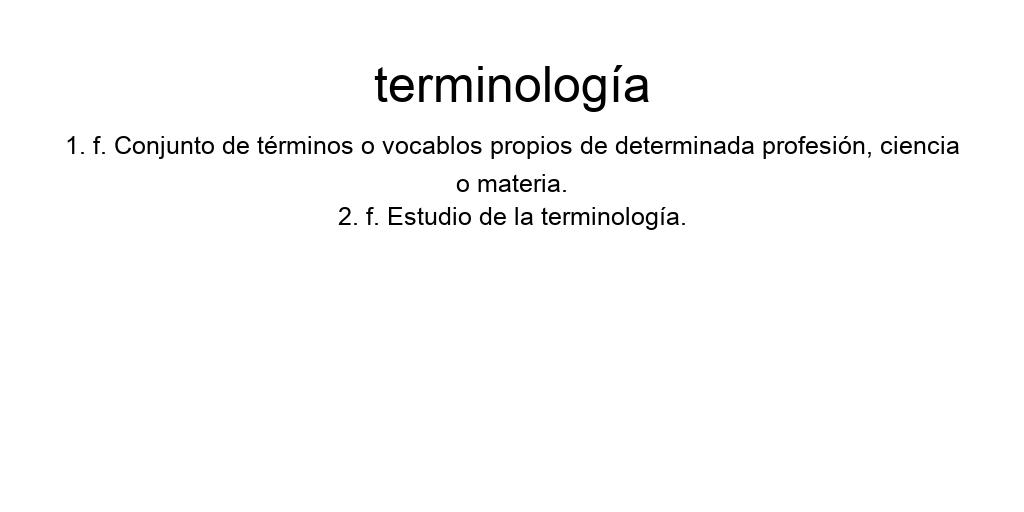 terminología
1. f. Conjunto de términos o vocablos propios de determinada profesión, ciencia
o materia.
2. f. Estudio de la terminología.